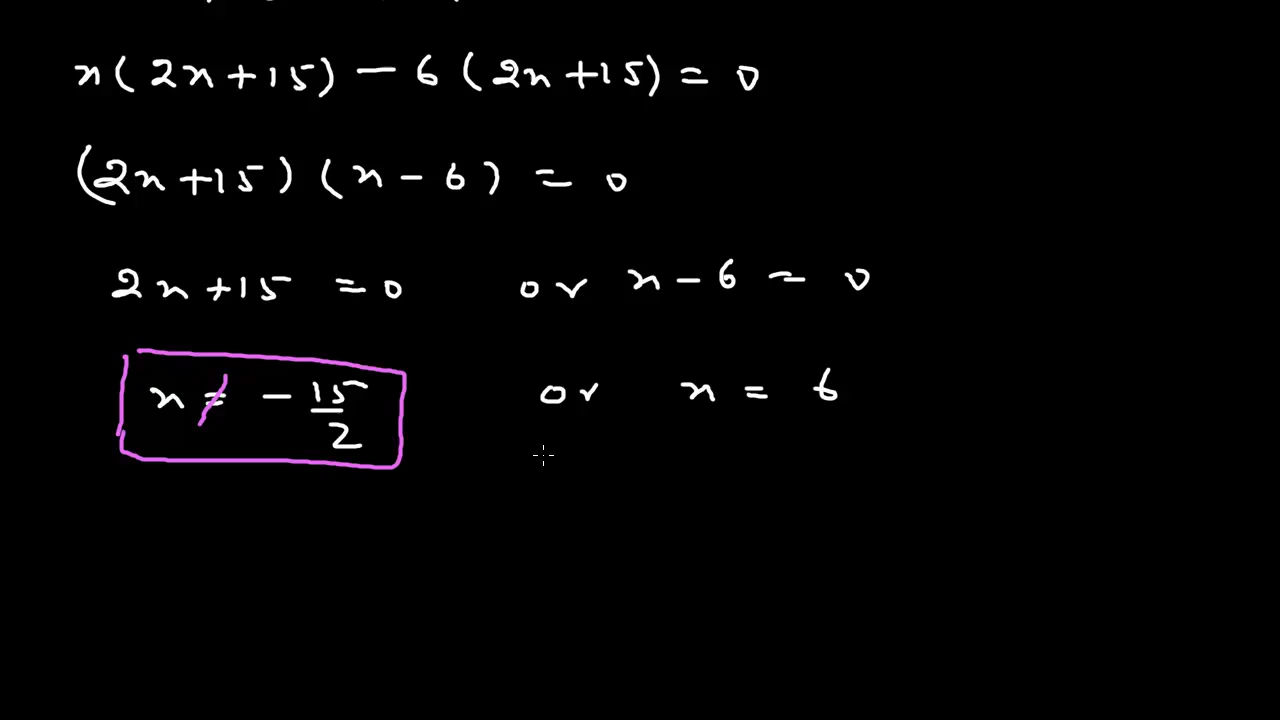 x(2x+15) - 6(2x+15) = 0
(2x+15)(x-6) = 0
2x+15 = 0 or x-6 = 0
x ≠ -15/2 or x = 6